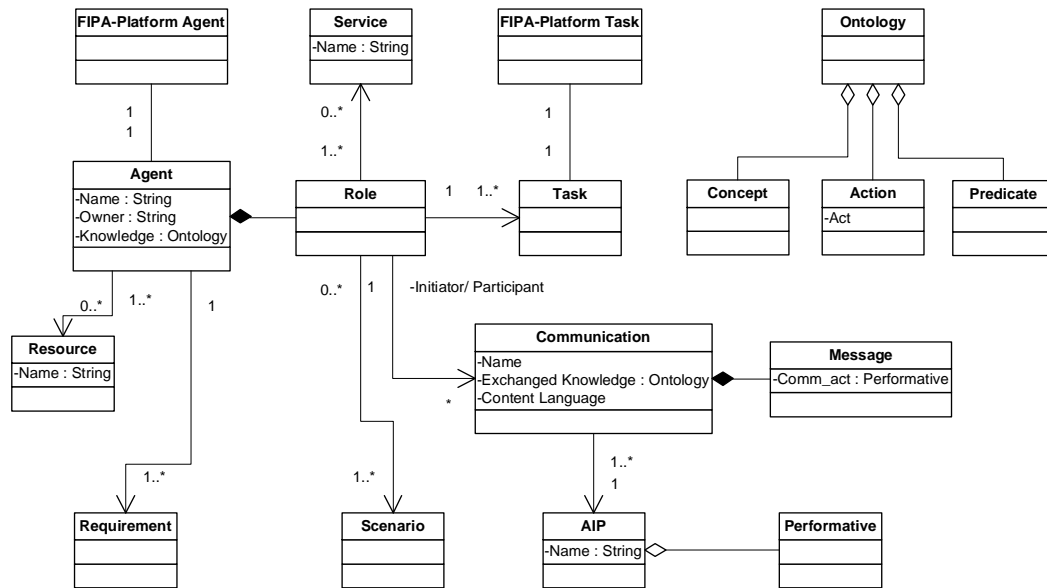 FIPA-Platform Agent
Service
-Name : String
FIPA-Platform Task
Ontology
1
1
0..*
1..*
1
1
Agent
-Name : String
-Owner : String
-Knowledge : Ontology
Role
1
1..*
Task
Concept
Action
-Act
Predicate
0..*
1..*
1
0..*
1
-Initiator/ Participant
Resource
-Name : String
Communication
-Name
-Exchanged Knowledge : Ontology
-Content Language
*
Message
-Comm_act : Performative
1..*
1..*
1..*
1
Requirement
Scenario
AIP
-Name : String
Performative